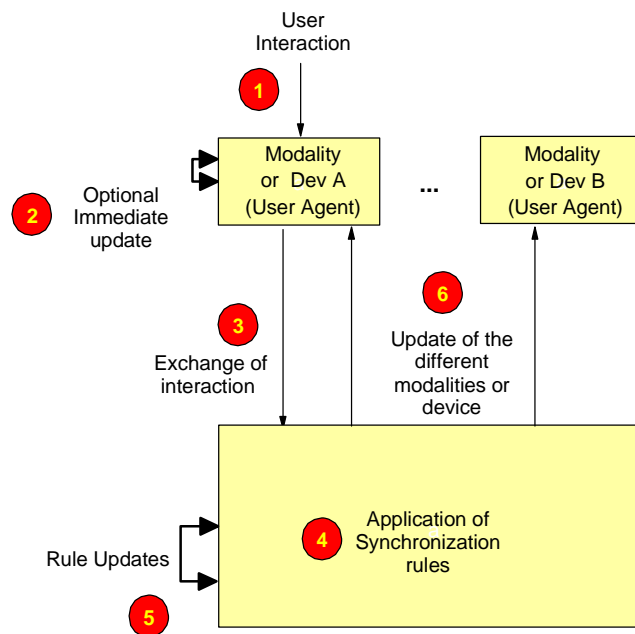 User
Interaction
1
Modality
or Dev A
(User Agent)
...
Modality
or Dev B
(User Agent)
2
Optional
Immediate
update
3
Exchange of
interaction
6
Update of the
different
modalities or
device
4
Application of
Synchronization
rules
Rule Updates
5